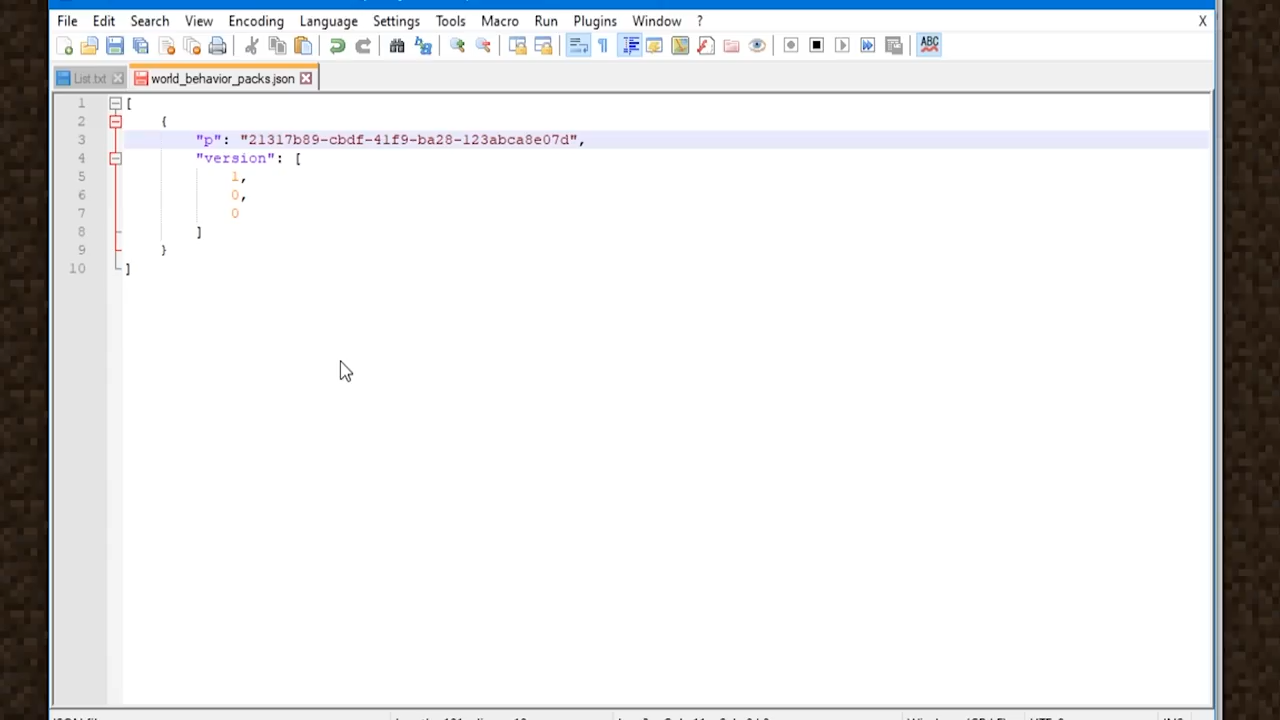 File Edit Search View Encoding Language Settings Tools Macro Run Plugins Window ? X
ABC
List.txt world_behavior_packs.json
1 [
2 {
3 "p": "21317b89-cbdf-41f9-ba28-123abca8e07d",
4 "version": [
5 1,
6 0,
7 0
8 ]
9 }
10 ]